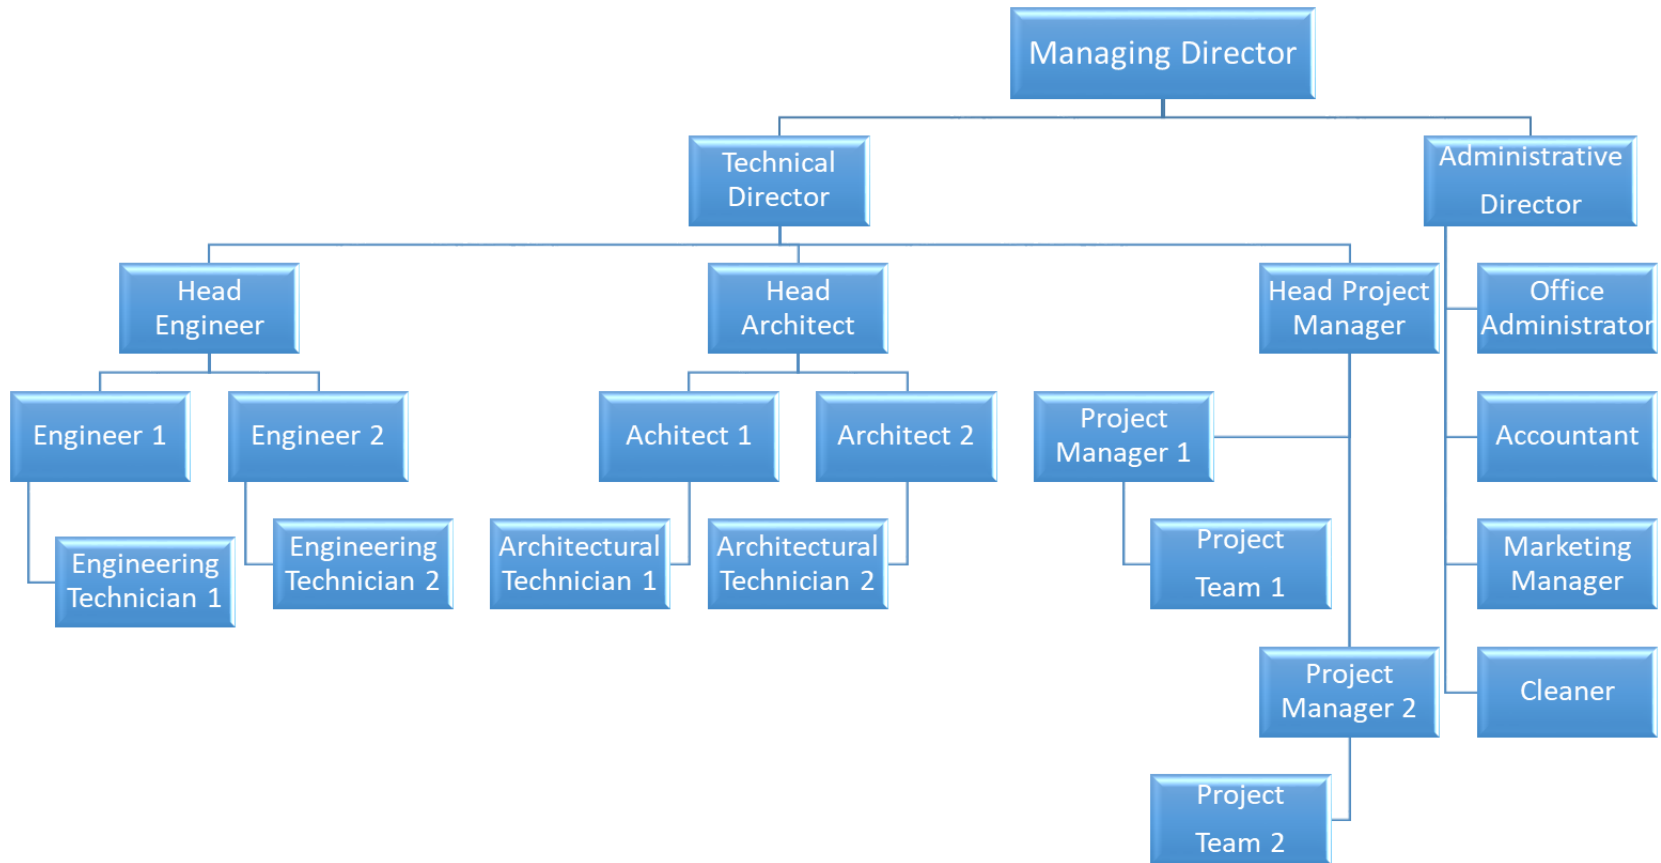 Managing Director
Technical
Director
Administrative
Director
Head
Engineer
Head
Architect
Head Project
Manager
Office
Administrator
Engineer 1
Engineer 2
Achitect 1
Architect 2
Project
Manager 1
Accountant
Engineering
Technician 1
Engineering
Technician 2
Architectural
Technician 1
Architectural
Technician 2
Project
Team 1
Marketing
Manager
Project
Manager 2
Cleaner
Project
Team 2